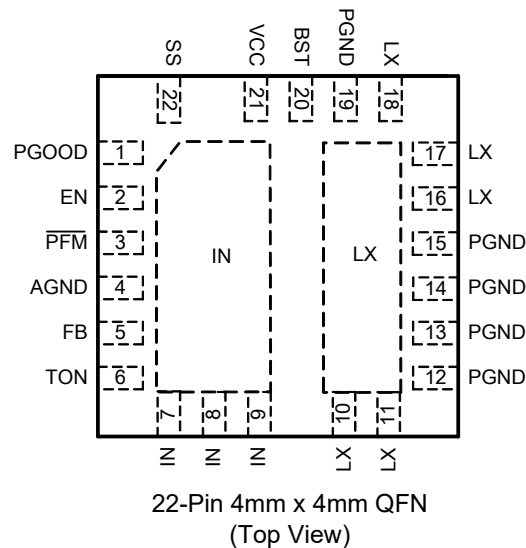 SS
VCC
BST
PGND
LX
22
21
20
19
18
PGOOD 1
EN 2
PFM 3
AGND 4
FB 5
TON 6
IN
LX
17 LX
16 LX
15 PGND
14 PGND
13 PGND
12 PGND
7
8
9
10
11
IN
IN
IN
LX
LX
22-Pin 4mm x 4mm QFN
(Top View)